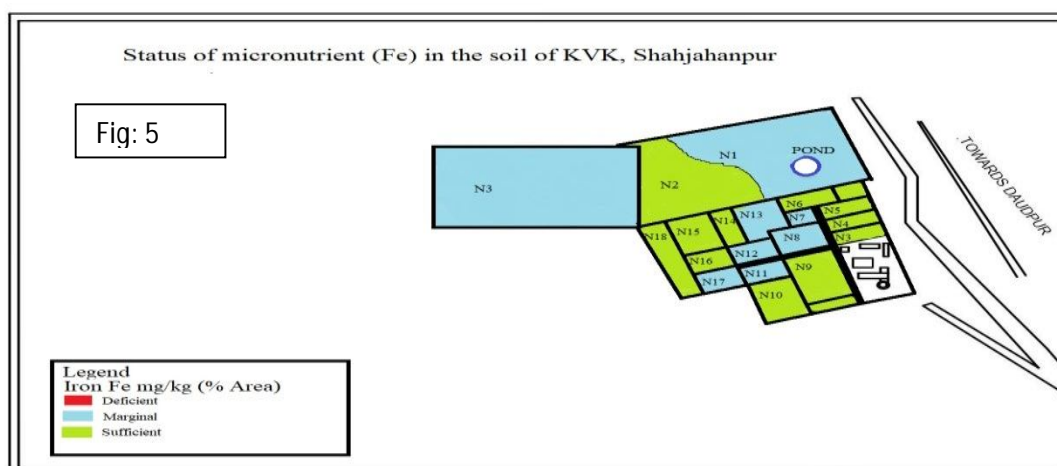 Status of micronutrient (Fe) in the soil of KVK, Shahjahanpur
Fig: 5
N1
POND
TOWARDS DAUDPUR
N3
N2
N6
N5
N4
N3
N7
N13
N14
N15
N18
N8
N12
N16
N9
N11
N17
N10
Legend
Iron Fe mg/kg (% Area)
Deficient
Marginal
Sufficient